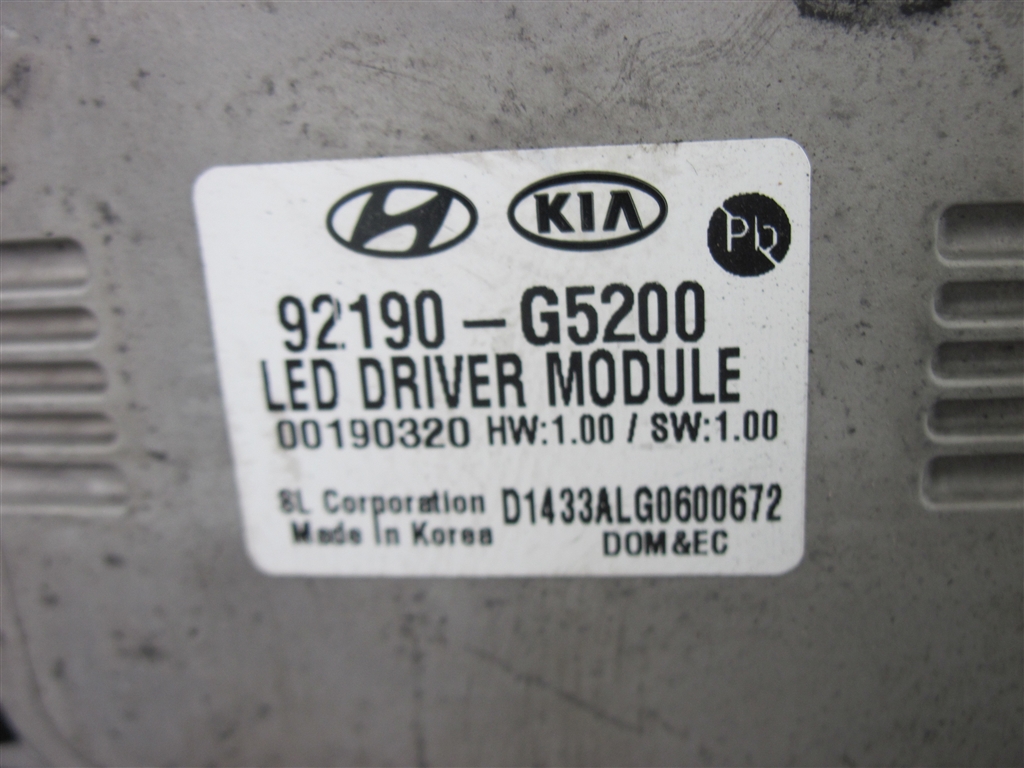 KIA
Pb
92190-G5200
LED DRIVER MODULE
00190320 HW:1.00 / SW:1.00
SL Corporation D1433ALG0600672
Made In Korea DOM&EC